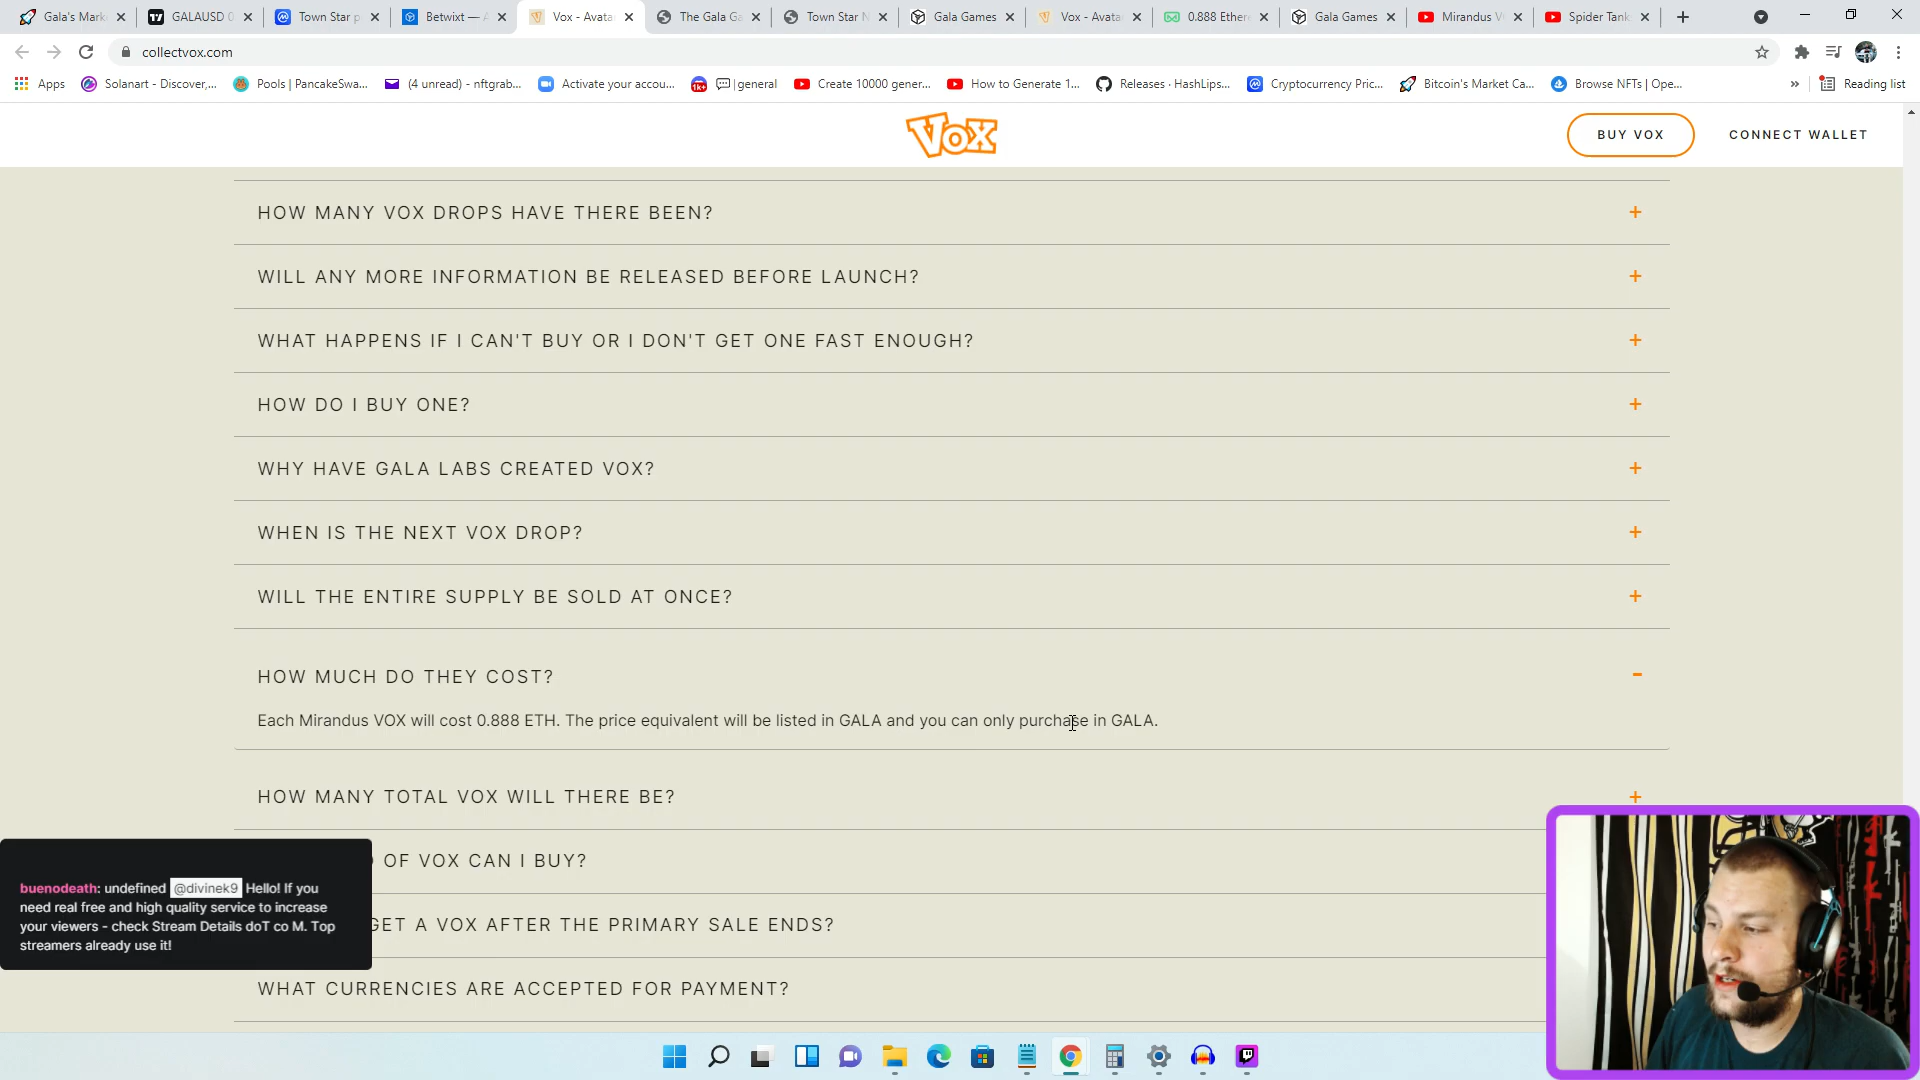 Gala's Mark
GALAUSD
Town Star p
Betwixt — A
Vox - Avata
The Gala Ga
Town Star N
Gala Games
Vox - Avata
0.888 Ether
Gala Games
Mirandus V
Spider Tank
collectvox.com
Apps
Solanart - Discover,...
Pools | PancakeSwa...
(4 unread) - nftgrab...
Activate your accou...
1k+
|general
Create 10000 gener...
How to Generate 1...
Releases · HashLips...
Cryptocurrency Pric...
Bitcoin's Market Ca...
Browse NFTs | Ope...
»
Reading list
VOX
BUY VOX
CONNECT WALLET
HOW MANY VOX DROPS HAVE THERE BEEN? +
WILL ANY MORE INFORMATION BE RELEASED BEFORE LAUNCH? +
WHAT HAPPENS IF I CAN'T BUY OR I DON'T GET ONE FAST ENOUGH? +
HOW DO I BUY ONE? +
WHY HAVE GALA LABS CREATED VOX? +
WHEN IS THE NEXT VOX DROP? +
WILL THE ENTIRE SUPPLY BE SOLD AT ONCE? +
HOW MUCH DO THEY COST? -
Each Mirandus VOX will cost 0.888 ETH. The price equivalent will be listed in GALA and you can only purchase in GALA.
HOW MANY TOTAL VOX WILL THERE BE? +
OF VOX CAN I BUY?
GET A VOX AFTER THE PRIMARY SALE ENDS?
WHAT CURRENCIES ARE ACCEPTED FOR PAYMENT?
buenodeath: undefined @divinek9 Hello! If you
need real free and high quality service to increase
your viewers - check Stream Details doT co M. Top
streamers already use it!